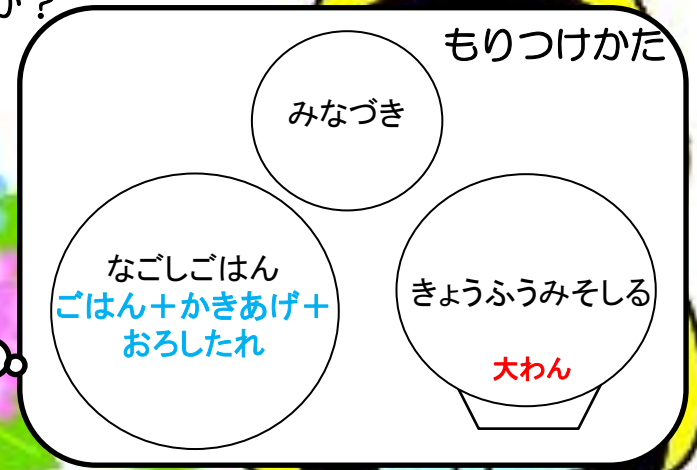 か？
もりつけかた
みなづき
なごしごはん
ごはん＋かきあげ＋
おろしたれ
きょうふうみそしる
大わん